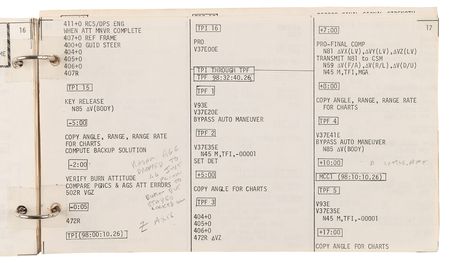 16
411+0 RCS/DPS ENG
WHEN ATT MNVR COMPLETE
407+0 REF FRAME
400+0 GUID STEER
404+0
405+0
406+0
407R
TPI 15
KEY RELEASE
N85 ΔV(BODY)
-5:00
COPY ANGLE, RANGE, RANGE RATE
FOR CHARTS
COMPUTE BACKUP SOLUTION
-2:00
VERIFY BURN ATTITUDE
COMPARE PGNCS & AGS ATT ERRORS
502R VGZ
-0:05
472R
TPI(98:00:10.26)
Z AXIS
TPI 16
PRO
V37E00E
TPI THROUGH TPF
TPF 98:32:40.26
TPF 1
V93E
V37E20E
BYPASS AUTO MANEUVER
TPF 2
V37E35E
N45 M,TFI,-00001
SET DET
+5:00
COPY ANGLE FOR CHARTS
TPF 3
404+0
405+0
406+0
472R ΔVZ
17
+7:00
PRO-FINAL COMP
N81 ΔVX(LV),ΔVY(LV),ΔVZ(LV)
TRANSMIT N81 to CSM
N59 ΔV(F/A),ΔV(R/L),ΔV(D/U)
N45 M,TFI,MGA
+8:00
COPY ANGLE, RANGE, RANGE RATE
FOR CHARTS
TPF 4
V37E41E
BYPASS AUTO MANEUVER
N85 ΔV(BODY)
+10:00
MCC1 (98:10:10.26)
TPF 5
V93E
V37E35E
N45 M,TFI,-00001
+17:00
COPY ANGLE FOR CHARTS